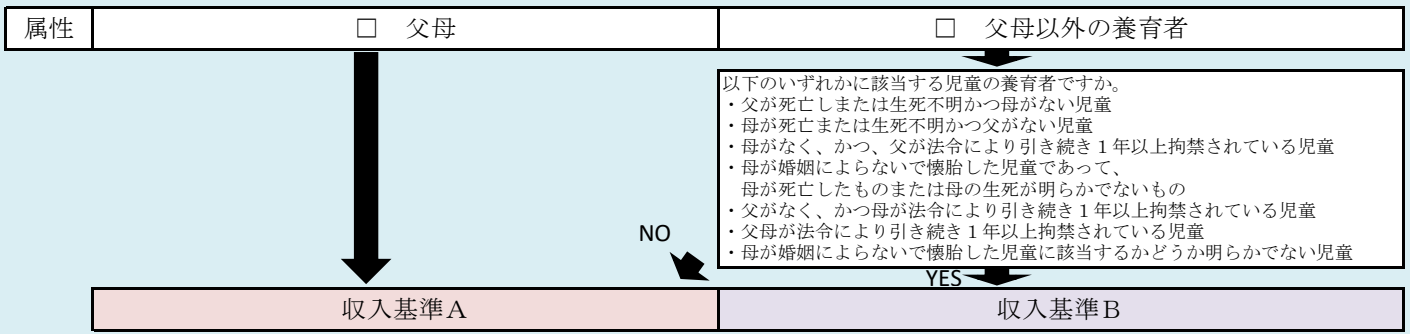 属性
□ 父母
□ 父母以外の養育者
以下のいずれかに該当する児童の養育者ですか。
・父が死亡しまたは生死不明かつ母がない児童
・母が死亡または生死不明かつ父がない児童
・母がなく、かつ、父が法令により引き続き１年以上拘禁されている児童
・母が婚姻によらないで懐胎した児童であって、
母が死亡したものまたは母の生死が明らかでないもの
・父がなく、かつ母が法令により引き続き１年以上拘禁されている児童
・父母が法令により引き続き１年以上拘禁されている児童
・母が婚姻によらないで懐胎した児童に該当するかどうか明らかでない児童
NO
YES
収入基準Ａ
収入基準Ｂ